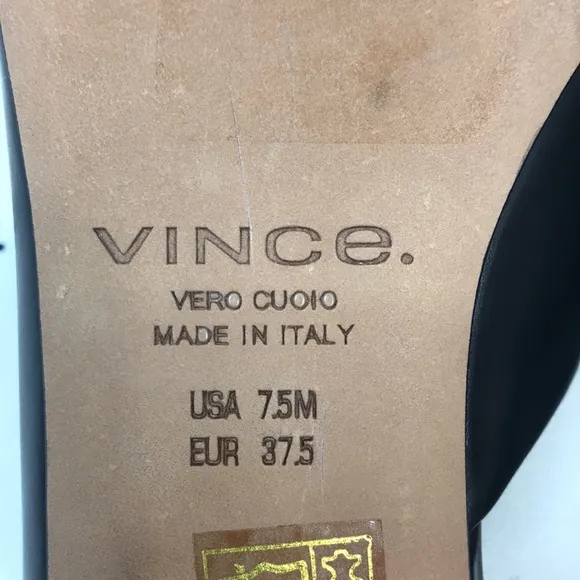 VINCe.
VERO CUOIO
MADE IN ITALY
USA 7.5M
EUR 37.5